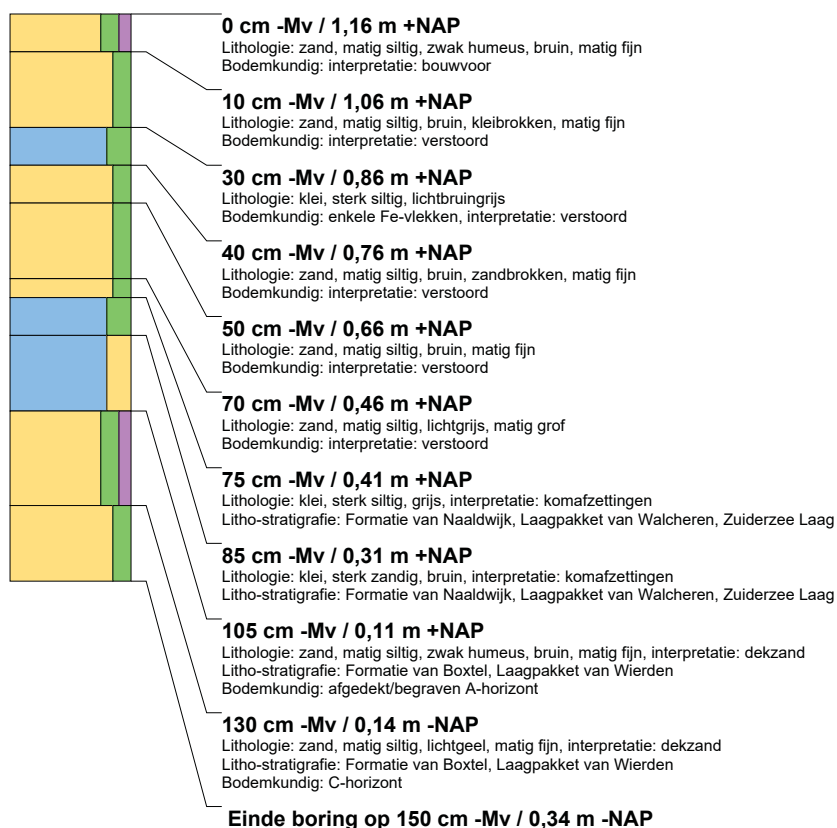 0 cm -Mv / 1,16 m +NAP
Lithologie: zand, matig siltig, zwak humeus, bruin, matig fijn
Bodemkundig: interpretatie: bouwvoor
10 cm -Mv / 1,06 m +NAP
Lithologie: zand, matig siltig, bruin, kleibrokken, matig fijn
Bodemkundig: interpretatie: verstoord
30 cm -Mv / 0,86 m +NAP
Lithologie: klei, sterk siltig, lichtbruingrijs
Bodemkundig: enkele Fe-vlekken, interpretatie: verstoord
40 cm -Mv / 0,76 m +NAP
Lithologie: zand, matig siltig, bruin, zandbrokken, matig fijn
Bodemkundig: interpretatie: verstoord
50 cm -Mv / 0,66 m +NAP
Lithologie: zand, matig siltig, bruin, matig fijn
Bodemkundig: interpretatie: verstoord
70 cm -Mv / 0,46 m +NAP
Lithologie: zand, matig siltig, lichtgrijs, matig grof
Bodemkundig: interpretatie: verstoord
75 cm -Mv / 0,41 m +NAP
Lithologie: klei, sterk siltig, grijs, interpretatie: komafzettingen
Litho-stratigrafie: Formatie van Naaldwijk, Laagpakket van Walcheren, Zuiderzee Laag
85 cm -Mv / 0,31 m +NAP
Lithologie: klei, sterk zandig, bruin, interpretatie: komafzettingen
Litho-stratigrafie: Formatie van Naaldwijk, Laagpakket van Walcheren, Zuiderzee Laag
105 cm -Mv / 0,11 m +NAP
Lithologie: zand, matig siltig, zwak humeus, bruin, matig fijn, interpretatie: dekzand
Litho-stratigrafie: Formatie van Boxtel, Laagpakket van Wierden
Bodemkundig: afgedekt/begraven A-horizont
130 cm -Mv / 0,14 m -NAP
Lithologie: zand, matig siltig, lichtgeel, matig fijn, interpretatie: dekzand
Litho-stratigrafie: Formatie van Boxtel, Laagpakket van Wierden
Bodemkundig: C-horizont
Einde boring op 150 cm -Mv / 0,34 m -NAP